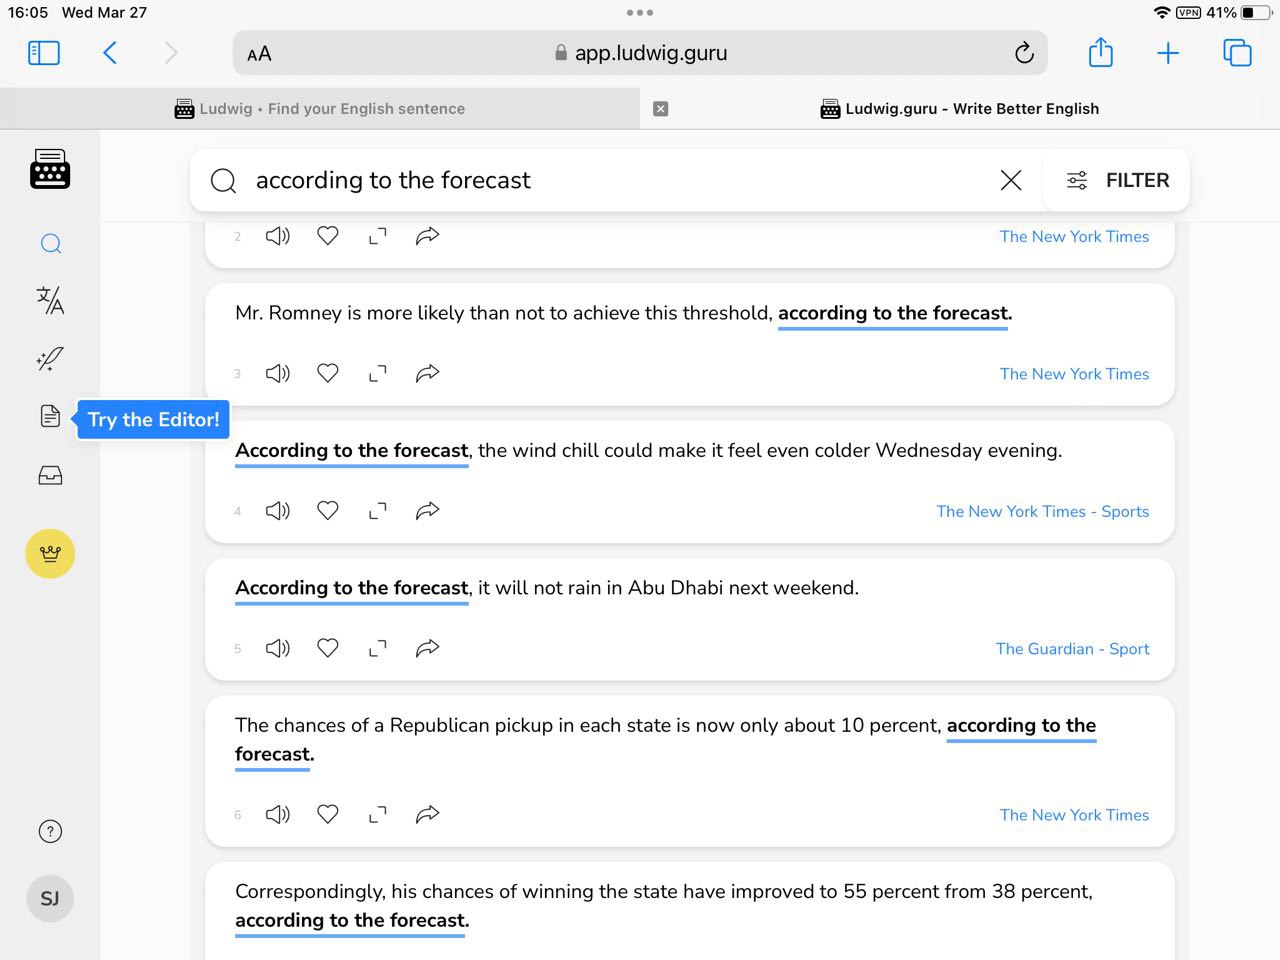 16:05 Wed Mar 27
VPN 41%
AA app.ludwig.guru
Ludwig • Find your English sentence
Ludwig.guru - Write Better English
according to the forecast
FILTER
2 The New York Times
Mr. Romney is more likely than not to achieve this threshold, according to the forecast.
3 The New York Times
Try the Editor!
According to the forecast, the wind chill could make it feel even colder Wednesday evening.
4 The New York Times - Sports
According to the forecast, it will not rain in Abu Dhabi next weekend.
5 The Guardian - Sport
The chances of a Republican pickup in each state is now only about 10 percent, according to the
forecast.
6 The New York Times
Correspondingly, his chances of winning the state have improved to 55 percent from 38 percent,
according to the forecast.
?
SJ